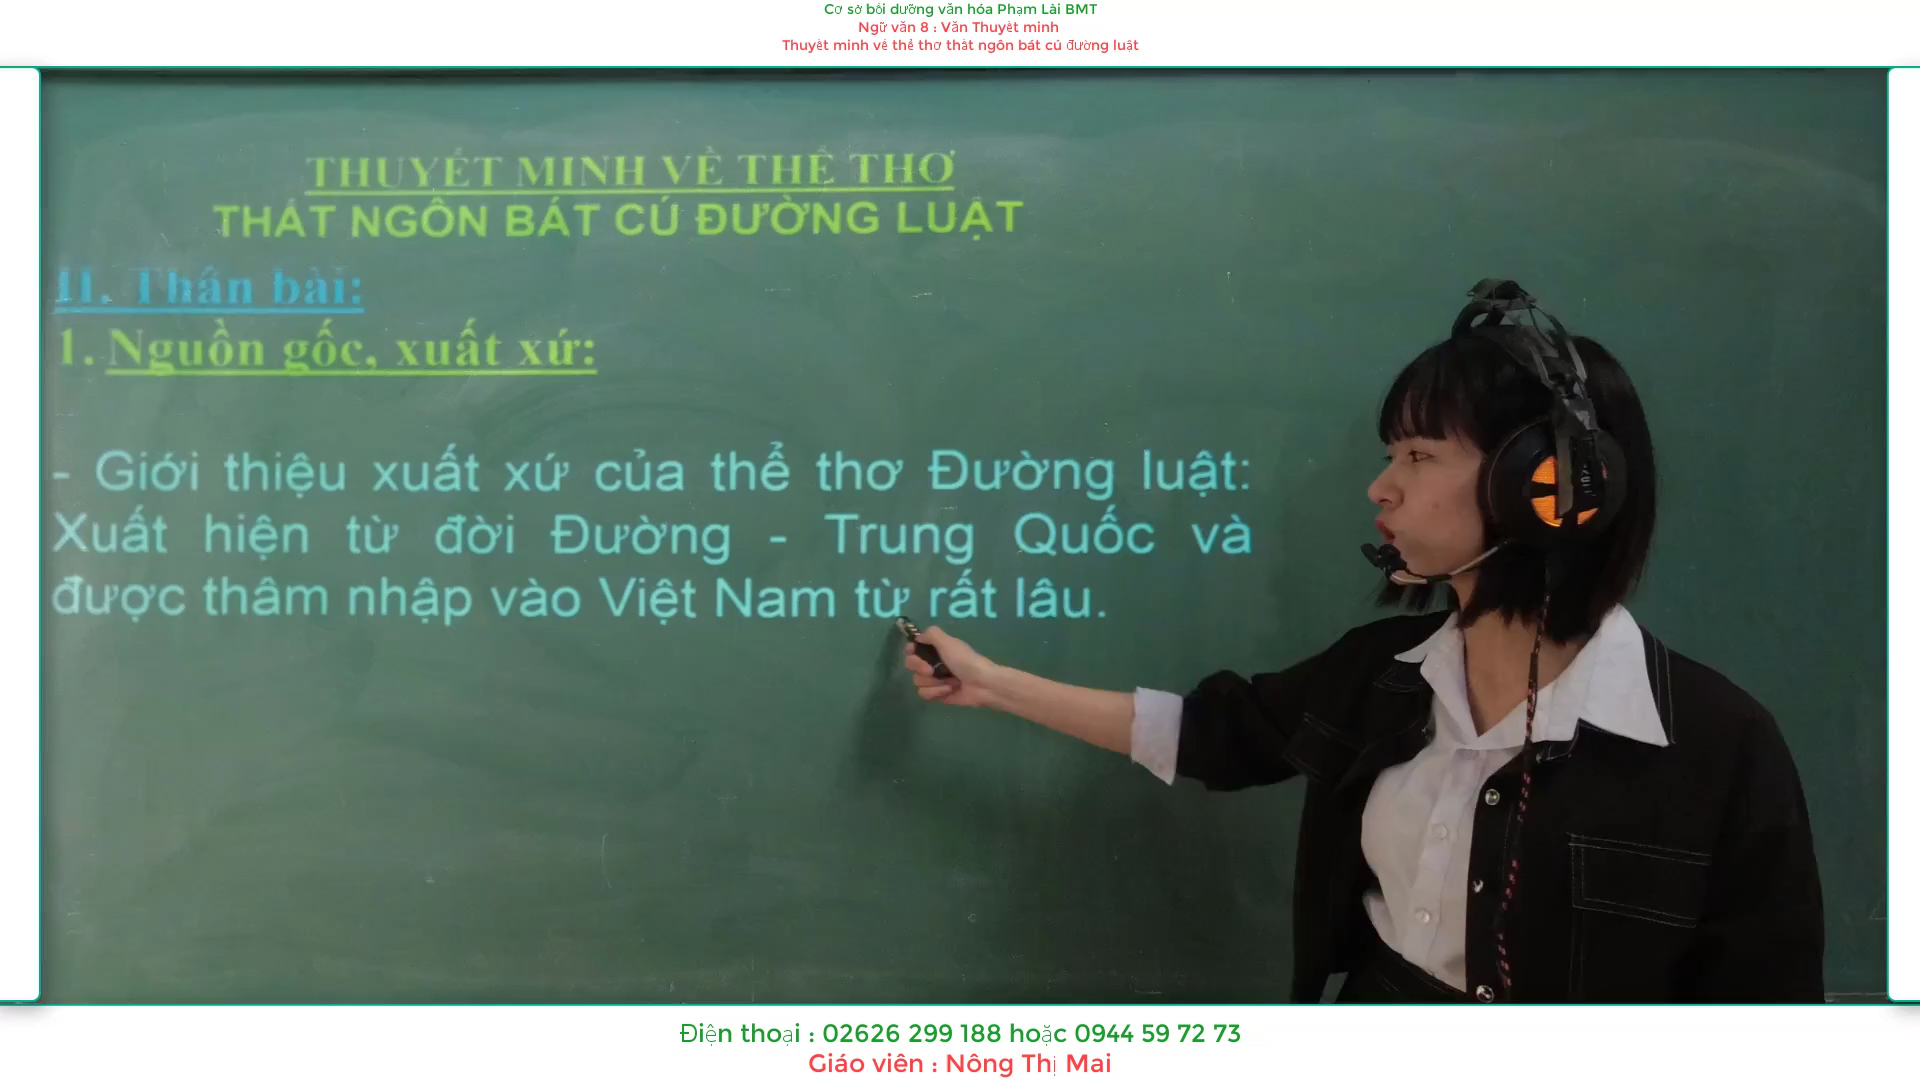 Cơ sở bồi dưỡng văn hóa Phạm Lài BMT
Ngữ văn 8 : Văn Thuyết minh
Thuyết minh về thể thơ thất ngôn bát cú đường luật
THUYẾT MINH VỀ THỂ THƠ
THẤT NGÔN BÁT CÚ ĐƯỜNG LUẬT
II. Thân bài:
1. Nguồn gốc, xuất xứ:
- Giới thiệu xuất xứ của thể thơ Đường luật:
Xuất hiện từ đời Đường - Trung Quốc và
được thâm nhập vào Việt Nam từ rất lâu.
Điện thoại : 02626 299 188 hoặc 0944 59 72 73
Giáo viên : Nông Thị Mai